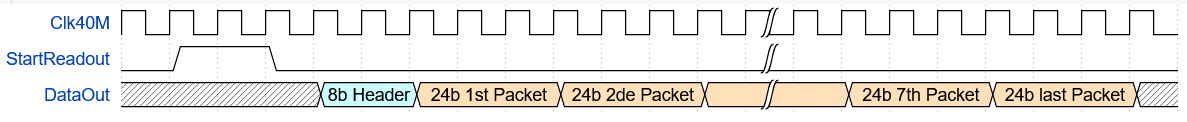 Clk40M
StartReadout
DataOut 8b Header 24b 1st Packet 24b 2de Packet 24b 7th Packet 24b last Packet